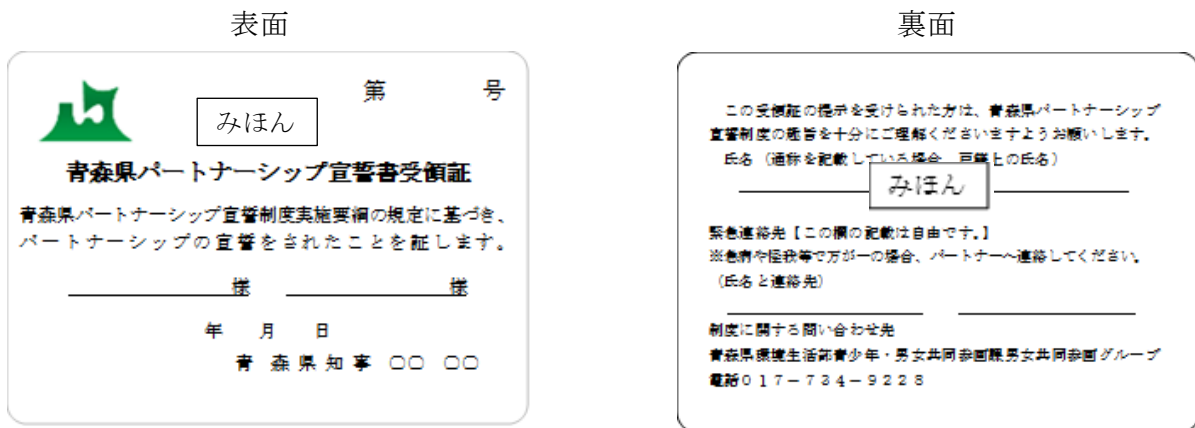 表面
第 号
みほん
青森県パートナーシップ宣誓書受領証
青森県パートナーシップ宣誓制度実施要綱の規定に基づき、
パートナーシップの宣誓をされたことを証します。
様 様
年 月 日
青森県知事 ○○ ○○
裏面
この受領証の提示を受けられた方は、青森県パートナーシップ
宣誓制度の趣旨を十分にご理解くださいますようお願いします。
氏名（通称を記載している場合、戸籍上の氏名）
みほん
緊急連絡先【この欄の記載は自由です。】
※急病や怪我等で万が一の場合、パートナーへ連絡してください。
（氏名と連絡先）
制度に関する問い合わせ先
青森県環境生活部青少年・男女共同参画課男女共同参画グループ
電話０１７－７３４－９２２８